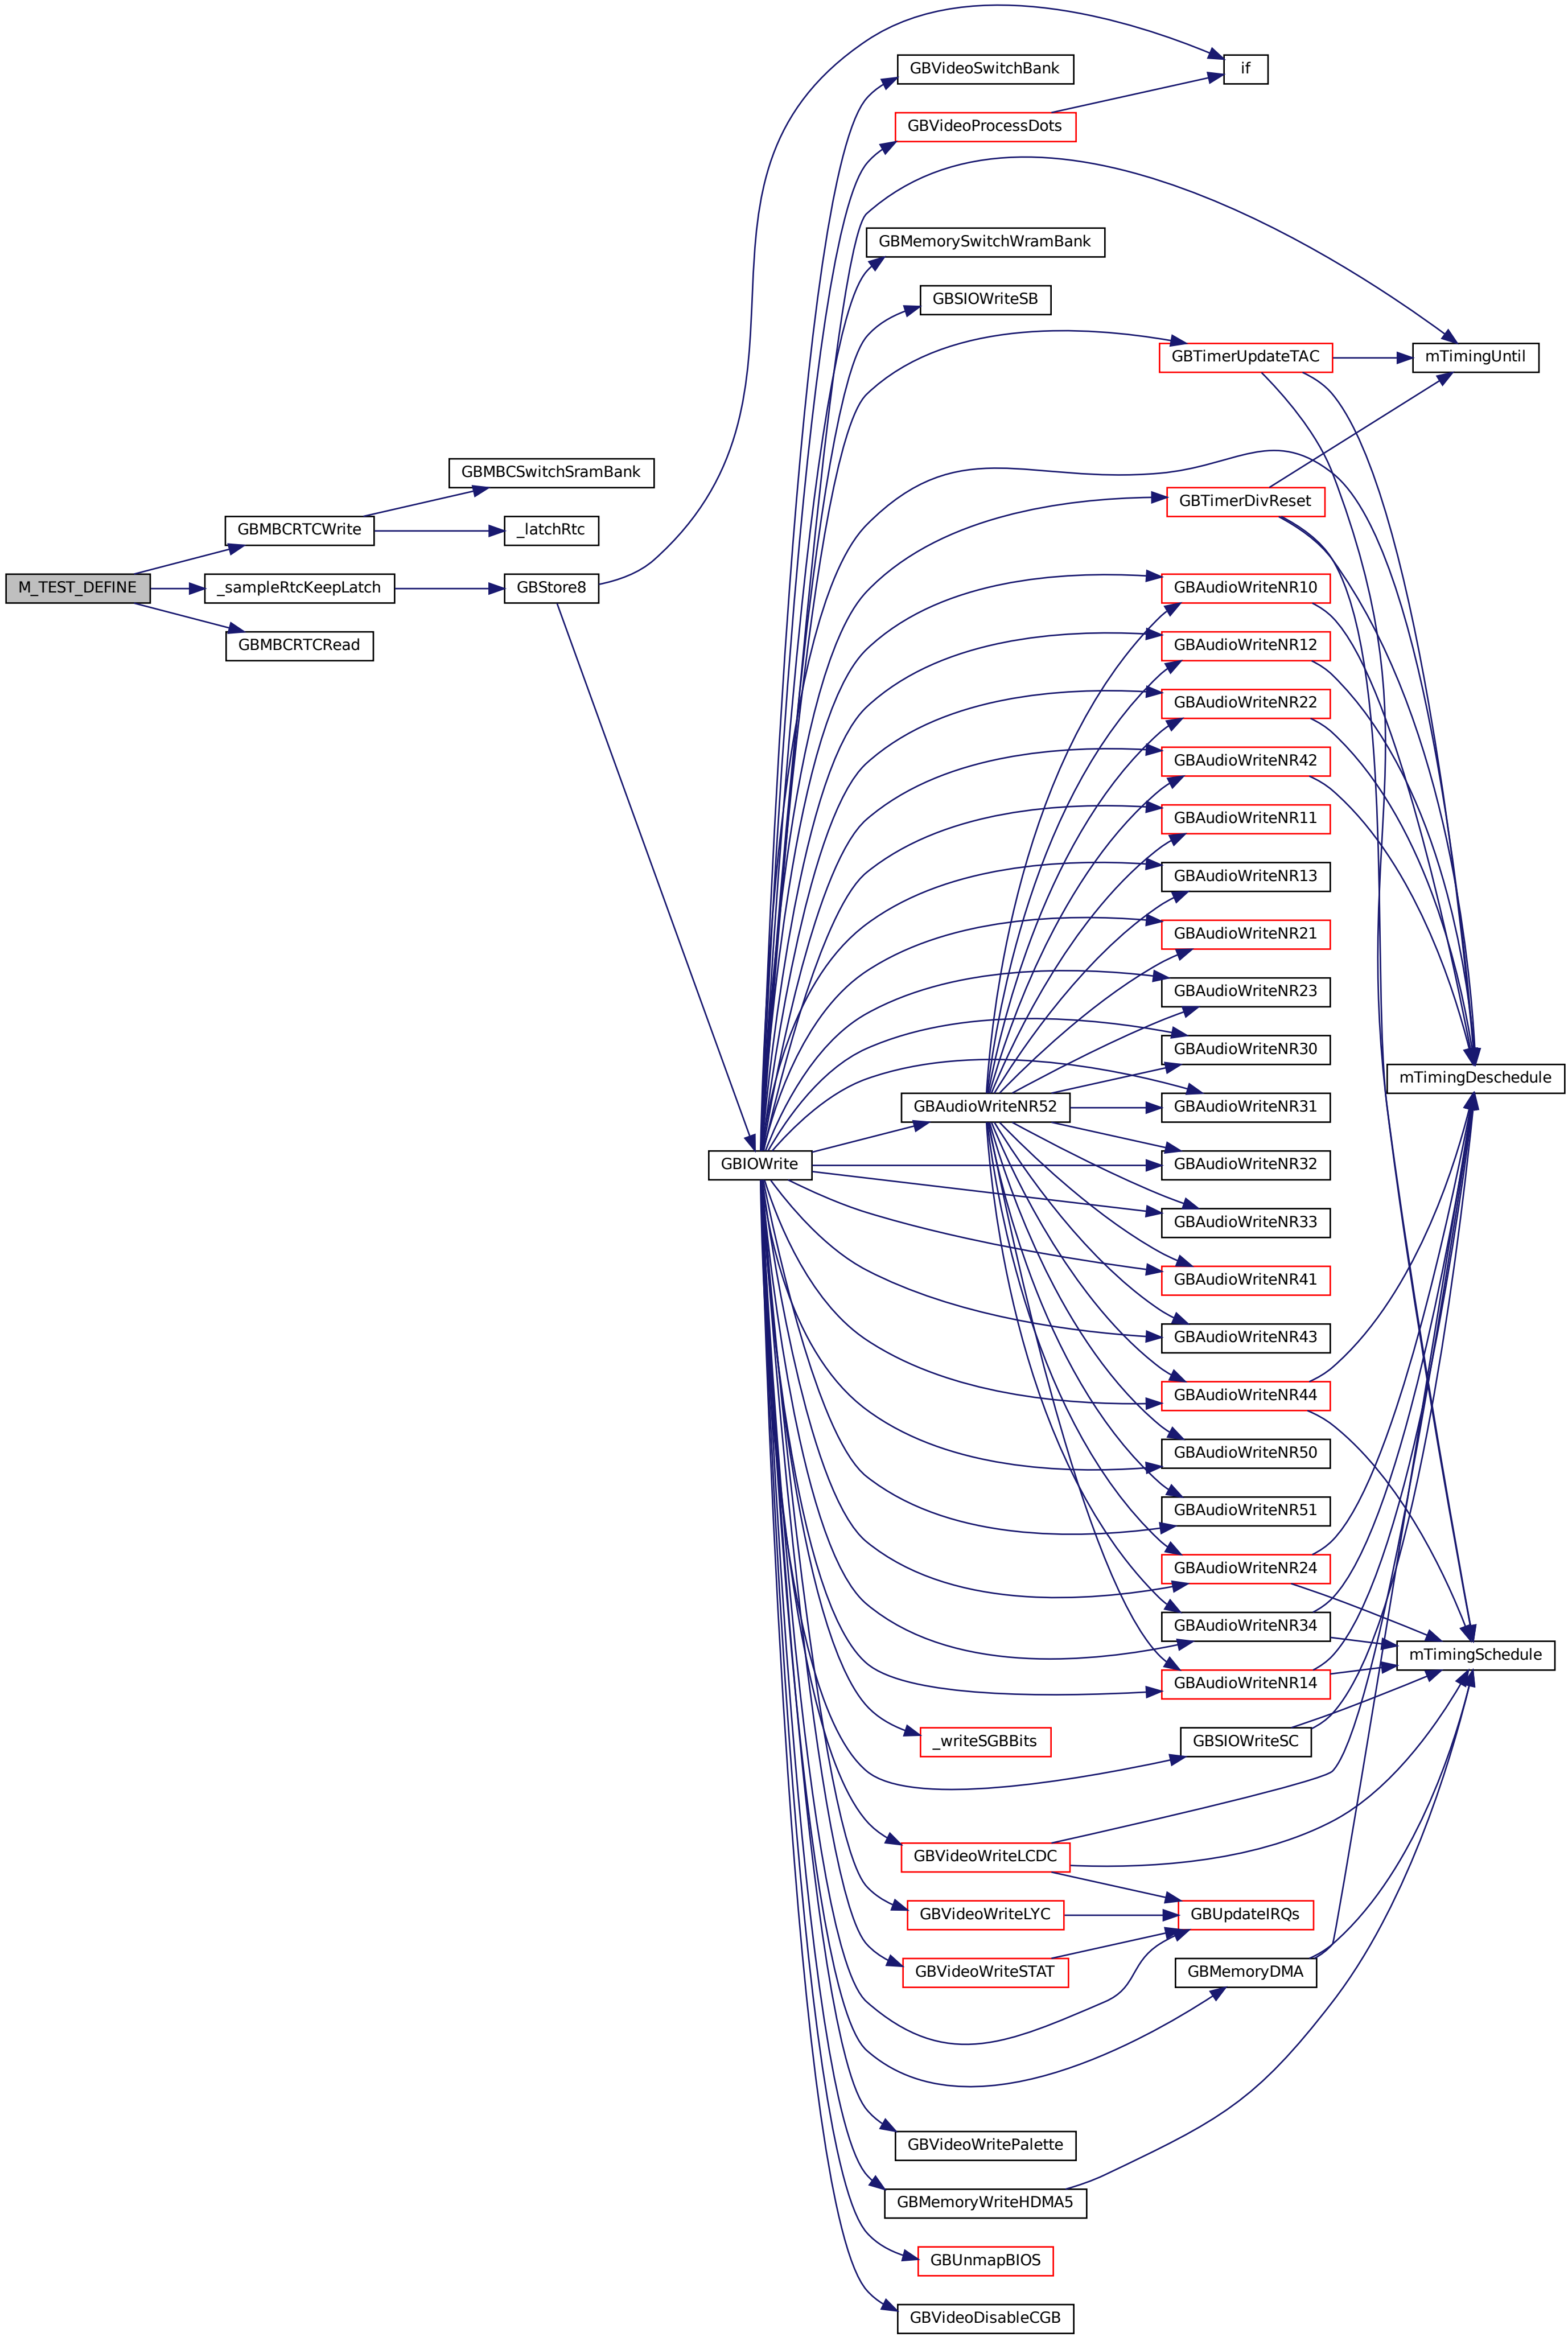 if
GBVideoSwitchBank
GBVideoProcessDots
GBMemorySwitchWramBank
GBSIOWriteSB
GBTimerUpdateTAC
mTimingUntil
GBMBCSwitchSramBank
GBTimerDivReset
GBMBCRTCWrite
_latchRtc
M_TEST_DEFINE
_sampleRtcKeepLatch
GBStore8
GBAudioWriteNR10
GBMBCRTCRead
GBAudioWriteNR12
GBAudioWriteNR22
GBAudioWriteNR42
GBAudioWriteNR11
GBAudioWriteNR13
GBAudioWriteNR21
GBAudioWriteNR23
GBAudioWriteNR30
mTimingDeschedule
GBAudioWriteNR52
GBAudioWriteNR31
GBIOWrite
GBAudioWriteNR32
GBAudioWriteNR33
GBAudioWriteNR41
GBAudioWriteNR43
GBAudioWriteNR44
GBAudioWriteNR50
GBAudioWriteNR51
GBAudioWriteNR24
GBAudioWriteNR34
mTimingSchedule
GBAudioWriteNR14
_writeSGBBits
GBSIOWriteSC
GBVideoWriteLCDC
GBVideoWriteLYC
GBUpdateIRQs
GBVideoWriteSTAT
GBMemoryDMA
GBVideoWritePalette
GBMemoryWriteHDMA5
GBUnmapBIOS
GBVideoDisableCGB